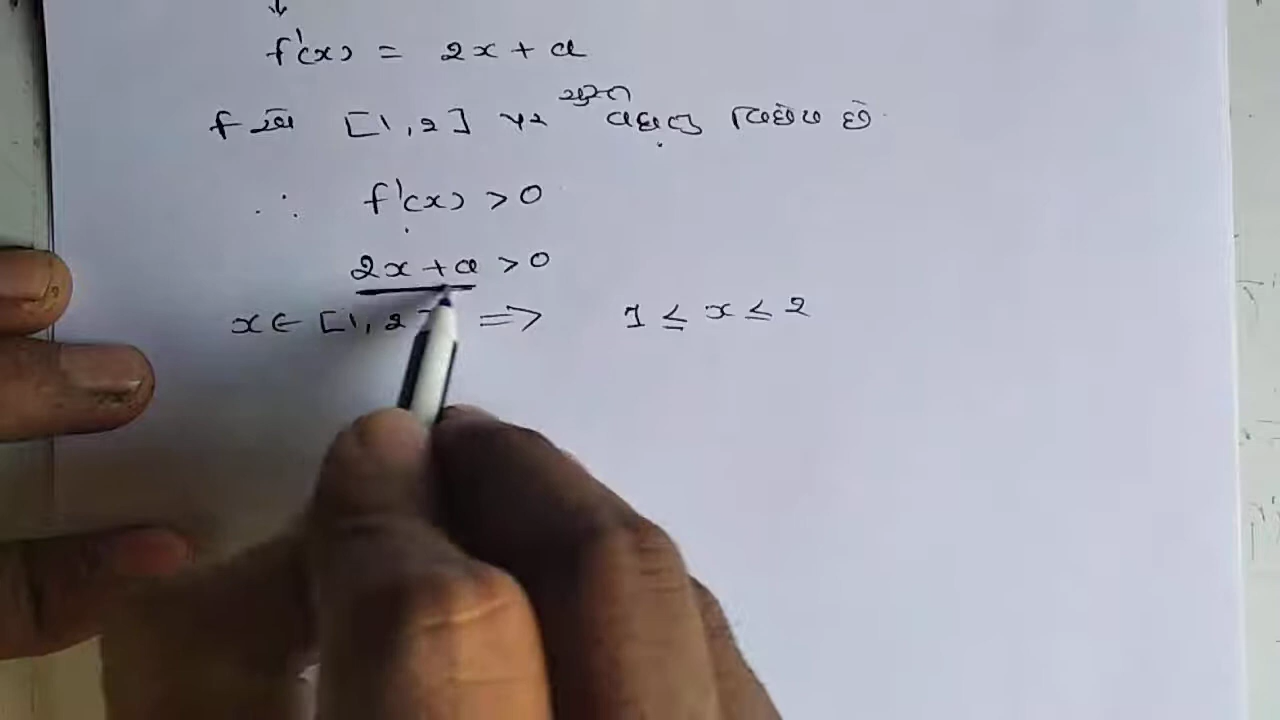 f'(x) = 2x + a
f એ [1, 2] પર ચુસ્ત વધતું વિધેય છે
∴ f'(x) > 0
2x + a > 0
x ∈ [1, 2] ⇒ 1 ≤ x ≤ 2